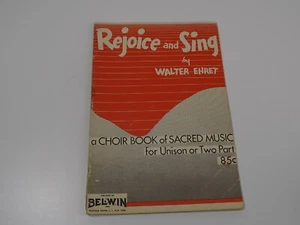 Rejoice and Sing
by
WALTER EHRET
a CHOIR BOOK of SACRED MUSIC
for Unison or Two Part
85c
BELWIN